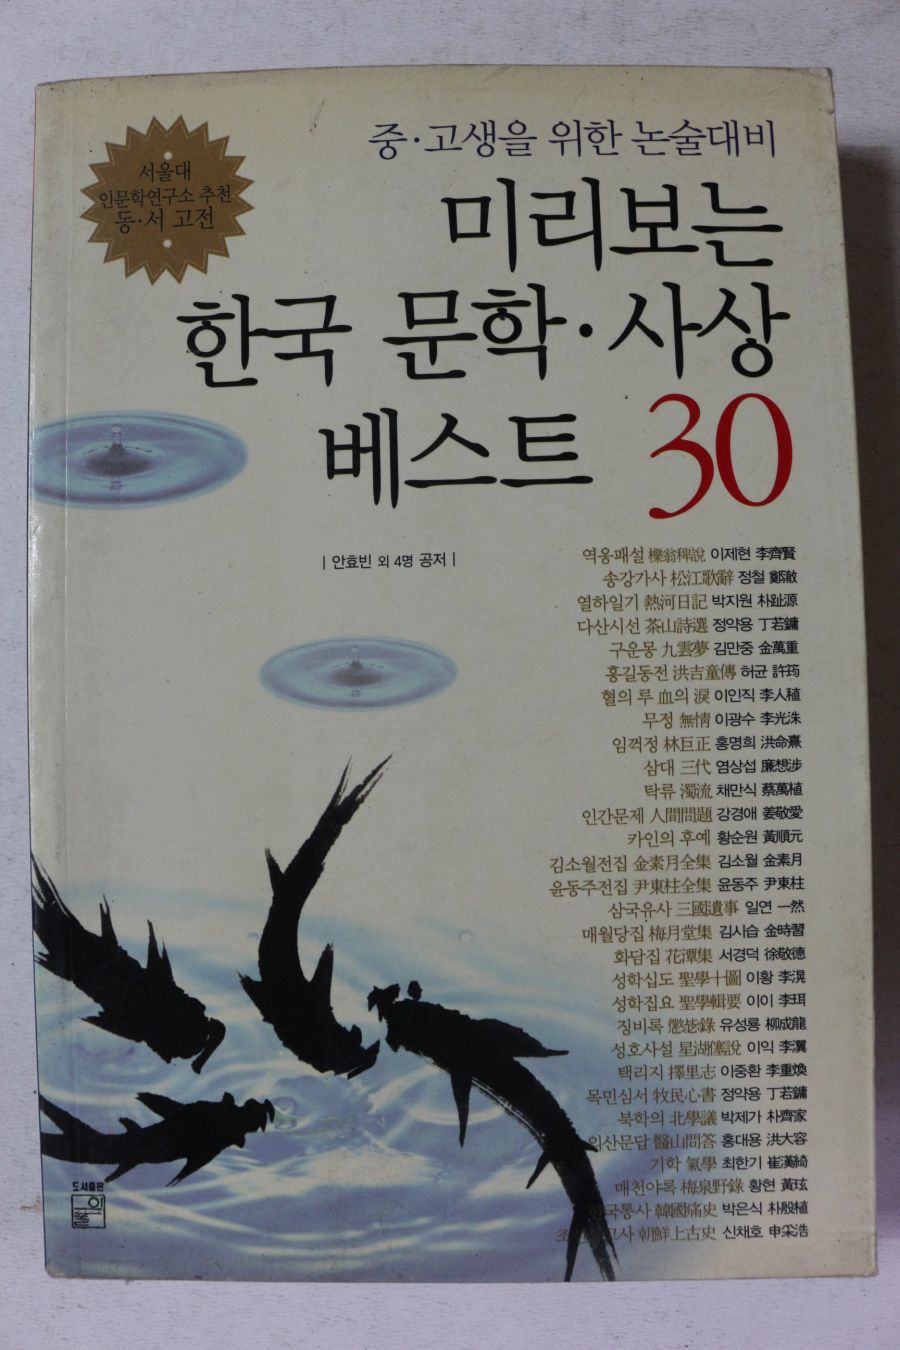 중·고생을 위한 논술대비
서울대
인문학연구소 추천
동·서 고전
미리보는
한국 문학·사상
베스트 30
| 안효빈 외 4명 공저 |
역옹패설 櫟翁稗說 이제현 李齊賢
송강가사 松江歌辭 정철 鄭澈
열하일기 熱河日記 박지원 朴趾源
다산시선 茶山詩選 정약용 丁若鏞
구운몽 九雲夢 김만중 金萬重
홍길동전 洪吉童傳 허균 許筠
혈의 루 血의 淚 이인직 李人稙
무정 無情 이광수 李光洙
임꺽정 林巨正 홍명희 洪命熹
삼대 三代 염상섭 廉想涉
탁류 濁流 채만식 蔡萬植
인간문제 人間問題 강경애 姜敬愛
카인의 후예 황순원 黃順元
김소월전집 金素月全集 김소월 金素月
윤동주전집 尹東柱全集 윤동주 尹東柱
삼국유사 三國遺事 일연 一然
매월당집 梅月堂集 김시습 金時習
화담집 花潭集 서경덕 徐敬德
성학십도 聖學十圖 이황 李滉
성학집요 聖學輯要 이이 李珥
징비록 懲毖錄 유성룡 柳成龍
성호사설 星湖僿說 이익 李瀷
택리지 擇里志 이중환 李重煥
목민심서 牧民心書 정약용 丁若鏞
북학의 北學議 박제가 朴齊家
의산문답 毉山問答 홍대용 洪大容
기학 氣學 최한기 崔漢綺
매천야록 梅泉野錄 황현 黃玹
한국통사 韓國痛史 박은식 朴殷植
조선상고사 朝鮮上古史 신채호 申采浩
도서출판